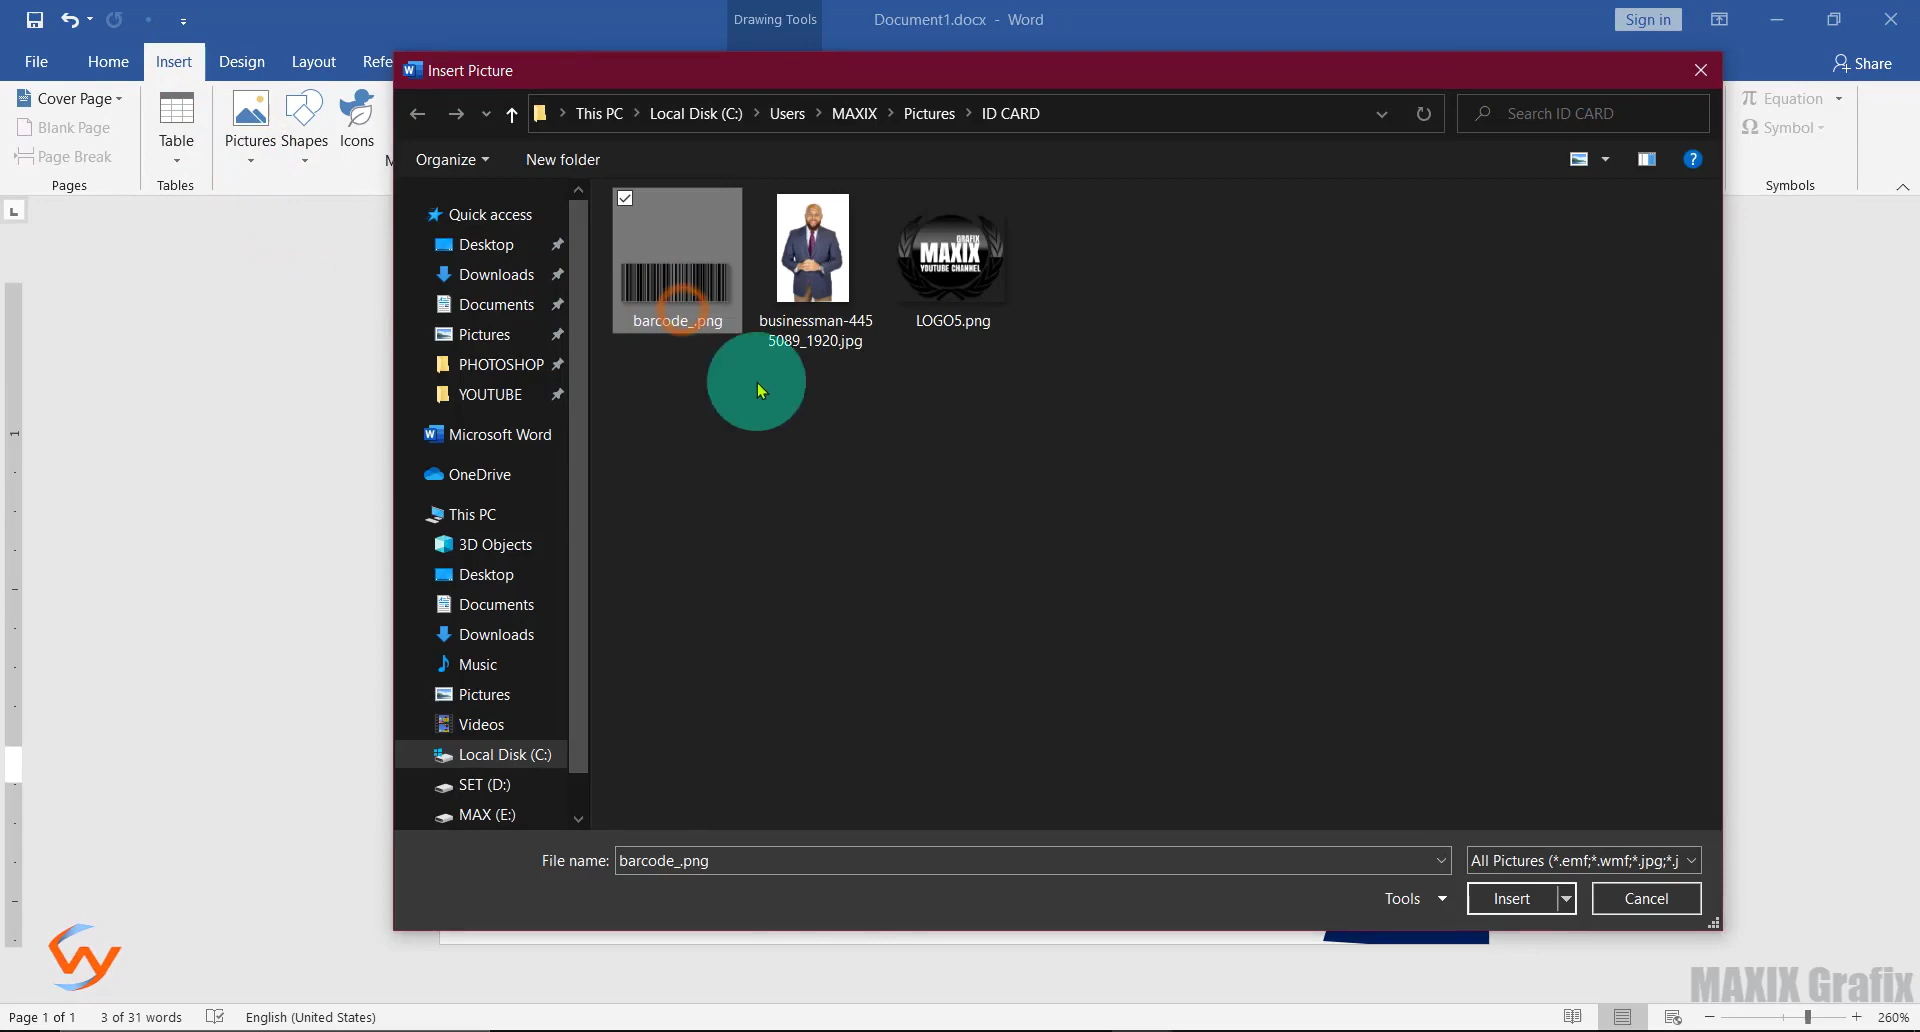 Drawing Tools
Document1.docx - Word
Sign in
File Home Insert Design Layout Refe
Share
Cover Page
Blank Page
Page Break
Pages
Table
Tables
Pictures Shapes Icons
M
Equation
Symbol
Symbols
Insert Picture
This PC Local Disk (C:) Users MAXIX Pictures ID CARD
Search ID CARD
Organize New folder
Quick access
Desktop
Downloads
Documents
Pictures
PHOTOSHOP
YOUTUBE
Microsoft Word
OneDrive
This PC
3D Objects
Desktop
Documents
Downloads
Music
Pictures
Videos
Local Disk (C:)
SET (D:)
MAX (E:)
GRAFIX
MAXIX
YOUTUBE CHANNEL
barcode_.png
businessman-445
5089_1920.jpg
LOGO5.png
File name: barcode_.png
All Pictures (*.emf;*.wmf;*.jpg;*.j
Tools Insert Cancel
1
MAXIX Grafix
Page 1 of 1 3 of 31 words English (United States)
260%